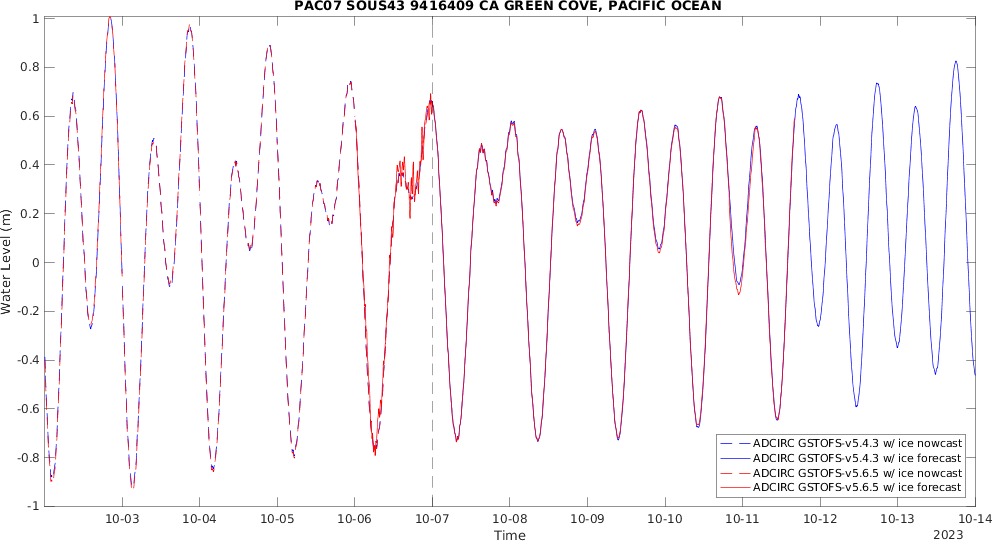 PAC07 SOUS43 9416409 CA GREEN COVE, PACIFIC OCEAN
1
0.8
0.6
0.4
0.2
0
-0.2
-0.4
-0.6
-0.8
-1
Water Level (m)
ADCIRC GSTOFS-v5.4.3 w/ ice nowcast
ADCIRC GSTOFS-v5.4.3 w/ ice forecast
ADCIRC GSTOFS-v5.6.5 w/ ice nowcast
ADCIRC GSTOFS-v5.6.5 w/ ice forecast
10-03 10-04 10-05 10-06 10-07 10-08 10-09 10-10 10-11 10-12 10-13 10-14
Time
2023